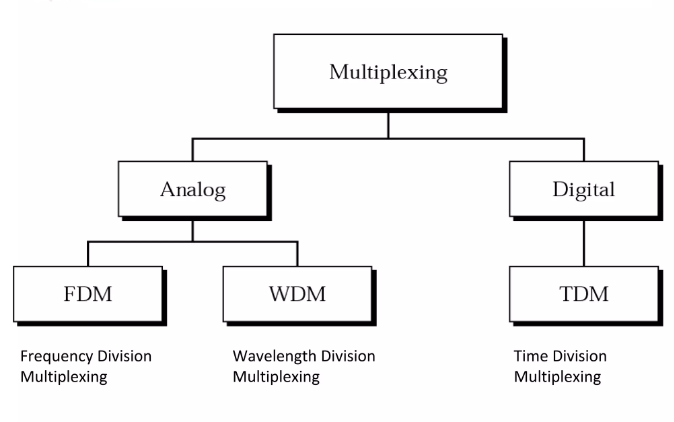 Multiplexing
Analog
Digital
FDM
WDM
TDM
Frequency Division
Multiplexing
Wavelength Division
Multiplexing
Time Division
Multiplexing